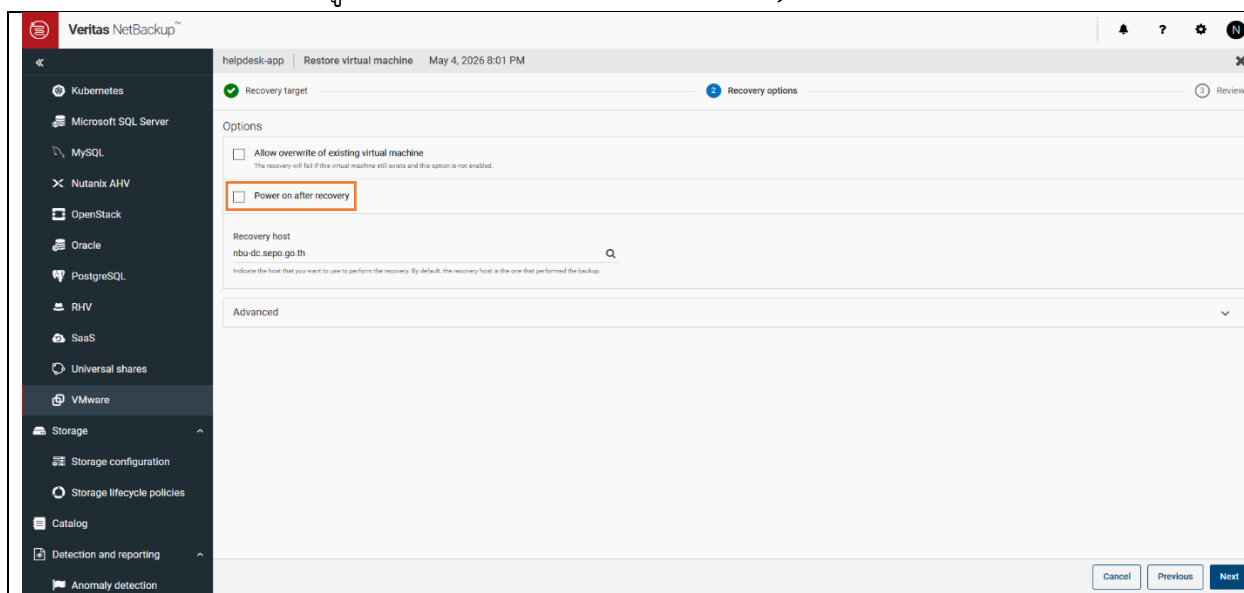 Veritas NetBackup™
?
N
helpdesk-app Restore virtual machine May 4, 2026 8:01 PM
Kubernetes
Microsoft SQL Server
MySQL
Nutanix AHV
OpenStack
Oracle
PostgreSQL
RHV
SaaS
Universal shares
VMware
Storage
Storage configuration
Storage lifecycle policies
Catalog
Detection and reporting
Anomaly detection
Recovery target
2 Recovery options
3 Review
Options
Allow overwrite of existing virtual machine
The recovery will fail if this virtual machine still exists and this option is not enabled.
Power on after recovery
Recovery host
nbu-dc.sepo.go.th
Indicate the host that you want to use to perform the recovery. By default, the recovery host is the one that performed the backup.
Advanced
Cancel
Previous
Next